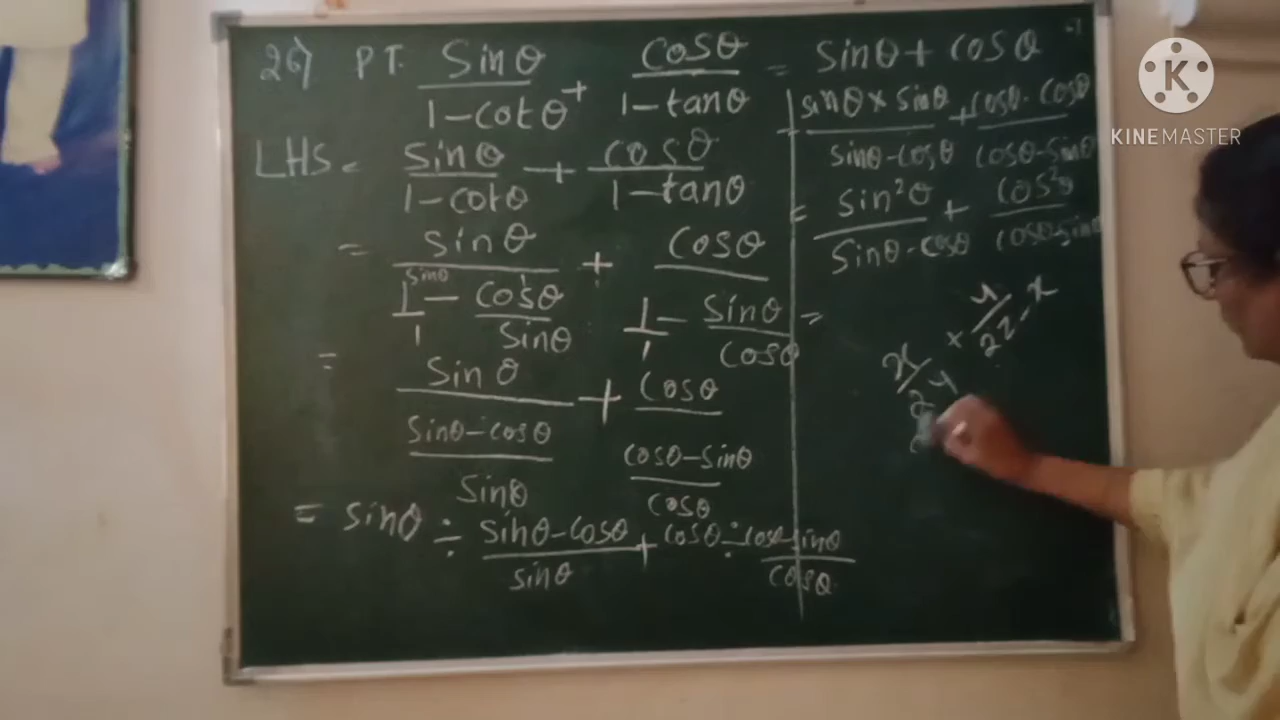 26) P.T. sinθ/(1-cotθ) + cosθ/(1-tanθ) = sinθ + cosθ
LHS = sinθ/(1-cotθ) + cosθ/(1-tanθ)
= sinθ/(1/1 - cosθ/sinθ) + cosθ/(1/1 - sinθ/cosθ) =
= sinθ/((sinθ-cosθ)/sinθ) + cosθ/((cosθ-sinθ)/cosθ)
= sinθ ÷ (sinθ-cosθ)/sinθ + cosθ ÷ (cosθ-sinθ)/cosθ
= (sinθ × sinθ)/(sinθ-cosθ) + (cosθ · cosθ)/(cosθ-sinθ)
= sin²θ/(sinθ-cosθ) + cos²θ/(cosθ-sinθ)
K
KINEMASTER